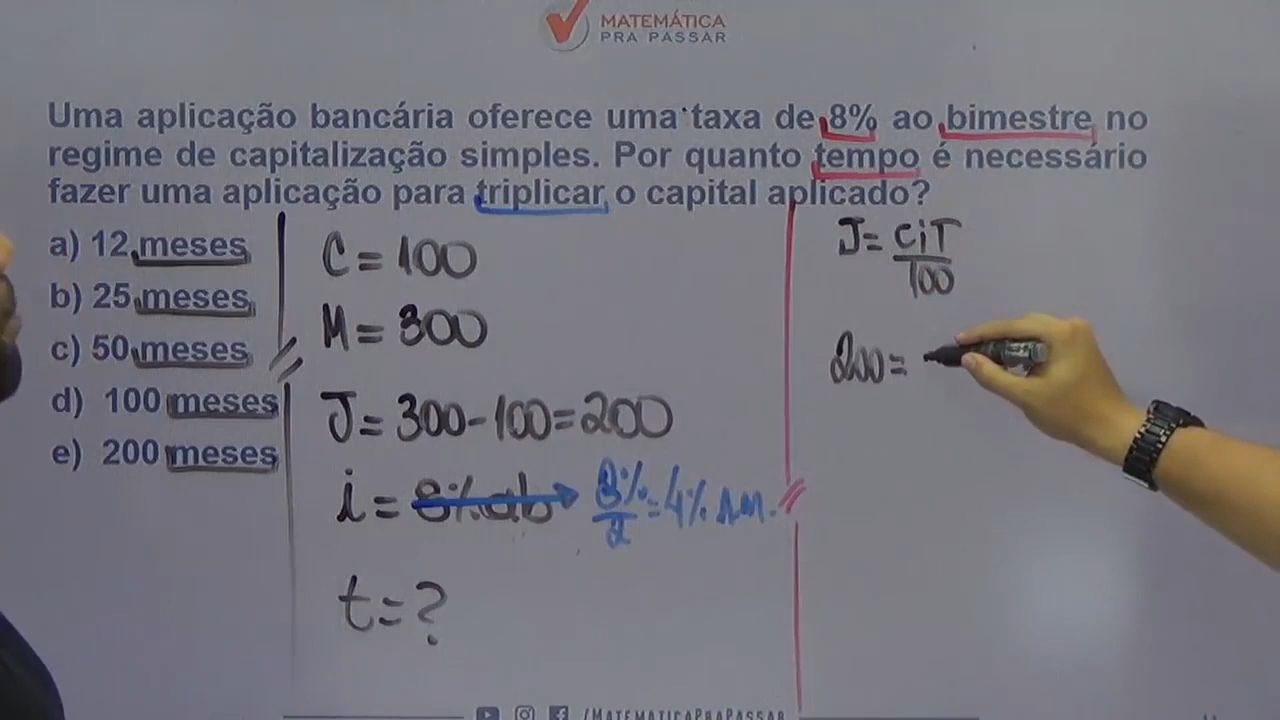 MATEMÁTICA
PRA PASSAR
Uma aplicação bancária oferece uma taxa de 8% ao bimestre no
regime de capitalização simples. Por quanto tempo é necessário
fazer uma aplicação para triplicar o capital aplicado?
a) 12 meses
b) 25 meses
c) 50 meses
d) 100 meses
e) 200 meses
C = 100
M = 300
J = 300 - 100 = 200
i = 8% ab 8%/2 = 4% a.m.
t = ?
J = CiT
100
200 =
/MATEMATICAPRAPASSAR